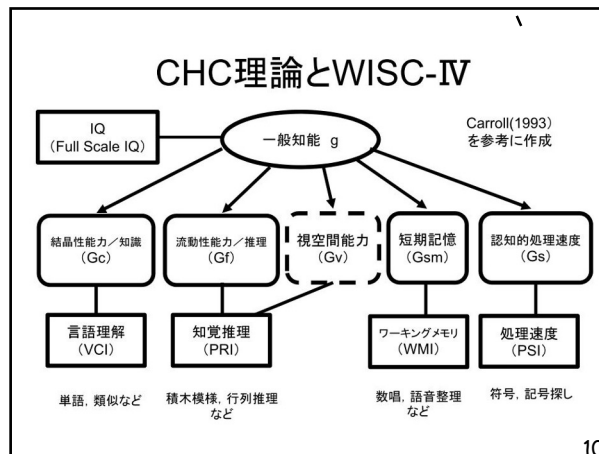 CHC理論とWISC-Ⅳ
IQ
（Full Scale IQ）
一般知能 g
Carroll(1993)
を参考に作成
結晶性能力／知識
（Gc）
流動性能力／推理
（Gf）
視空間能力
（Gv）
短期記憶
（Gsm）
認知的処理速度
（Gs）
言語理解
（VCI）
知覚推理
（PRI）
ワーキングメモリ
（WMI）
処理速度
（PSI）
単語，類似など
積木模様，行列推理
など
数唱，語音整理
など
符号，記号探し
10